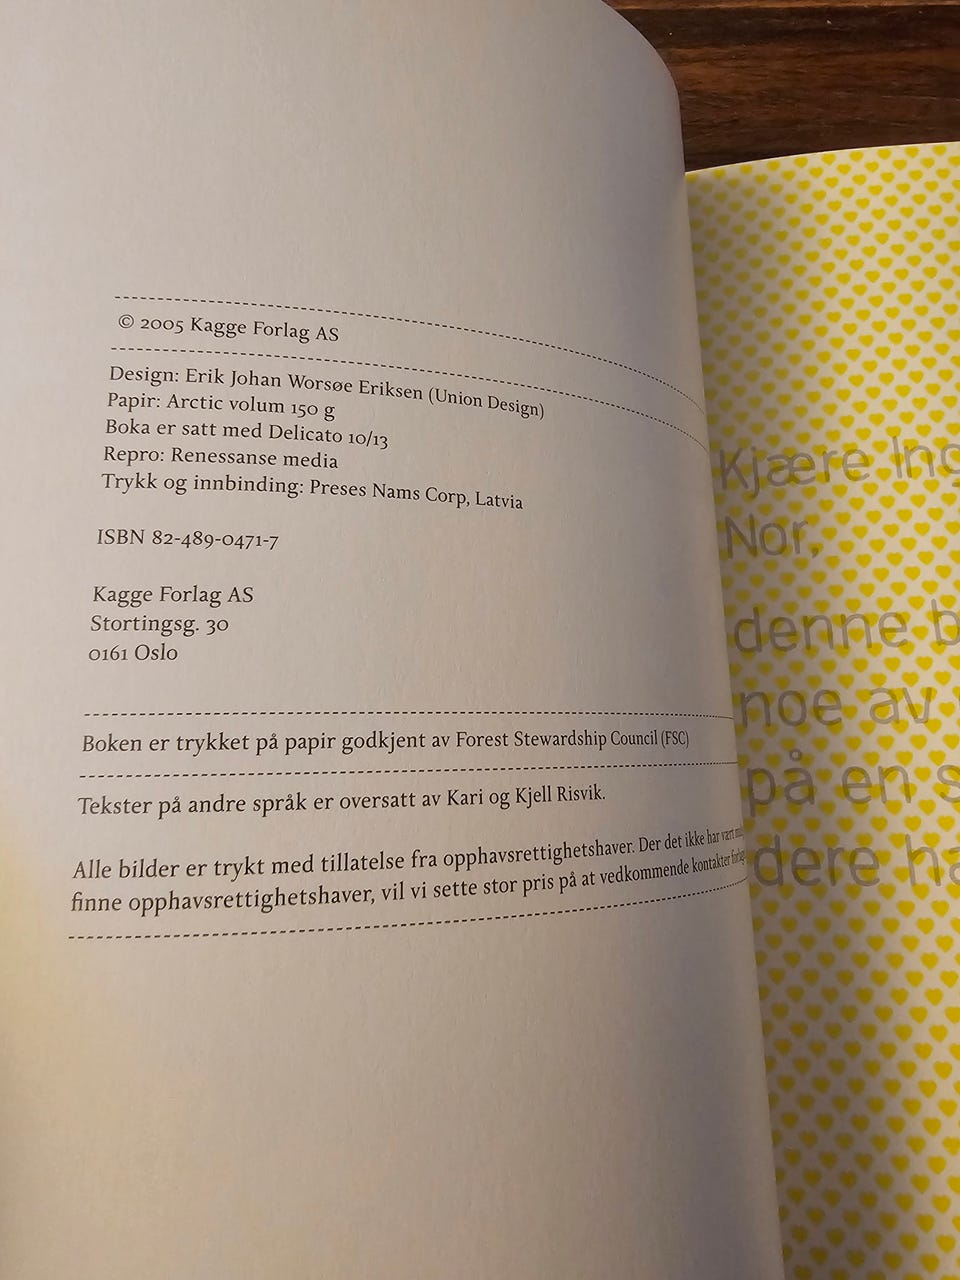 © 2005 Kagge Forlag AS
Design: Erik Johan Worsøe Eriksen (Union Design)
Papir: Arctic volum 150 g
Boka er satt med Delicato 10/13
Repro: Renessanse media
Trykk og innbinding: Preses Nams Corp, Latvia
ISBN 82-489-0471-7
Kagge Forlag AS
Stortingsg. 30
0161 Oslo
Boken er trykket på papir godkjent av Forest Stewardship Council (FSC)
Tekster på andre språk er oversatt av Kari og Kjell Risvik.
Alle bilder er trykt med tillatelse fra opphavsrettighetshaver. Der det ikke har vært
finne opphavsrettighetshaver, vil vi sette stor pris på at vedkommende kontakter
Kjære
Nor,
denne
noe av
på en
dere